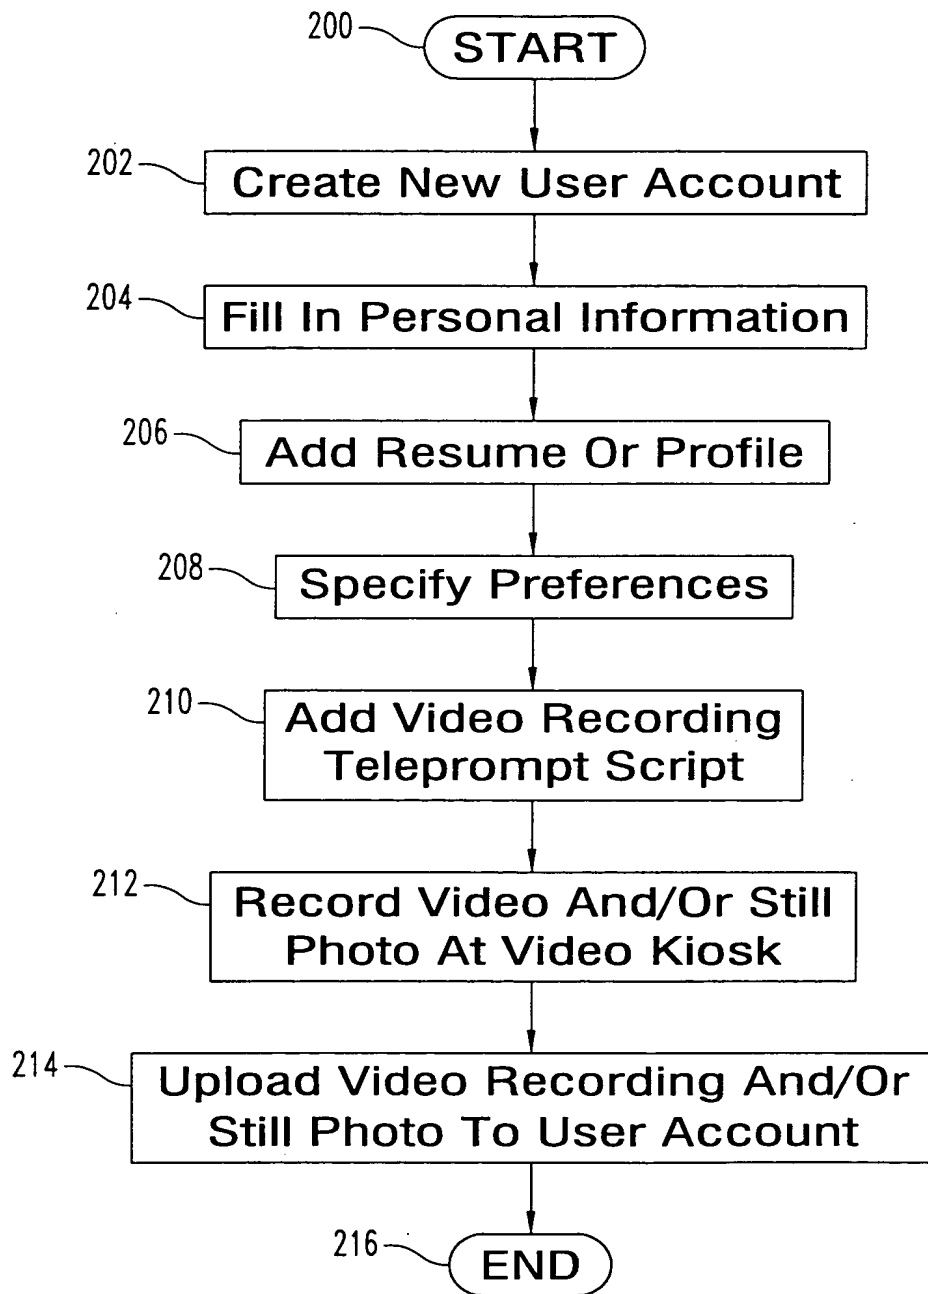 200
START
202
Create New User Account
204
Fill In Personal Information
206
Add Resume Or Profile
208
Specify Preferences
210
Add Video Recording
Teleprompt Script
212
Record Video And/Or Still
Photo At Video Kiosk
214
Upload Video Recording And/Or
Still Photo To User Account
216
END